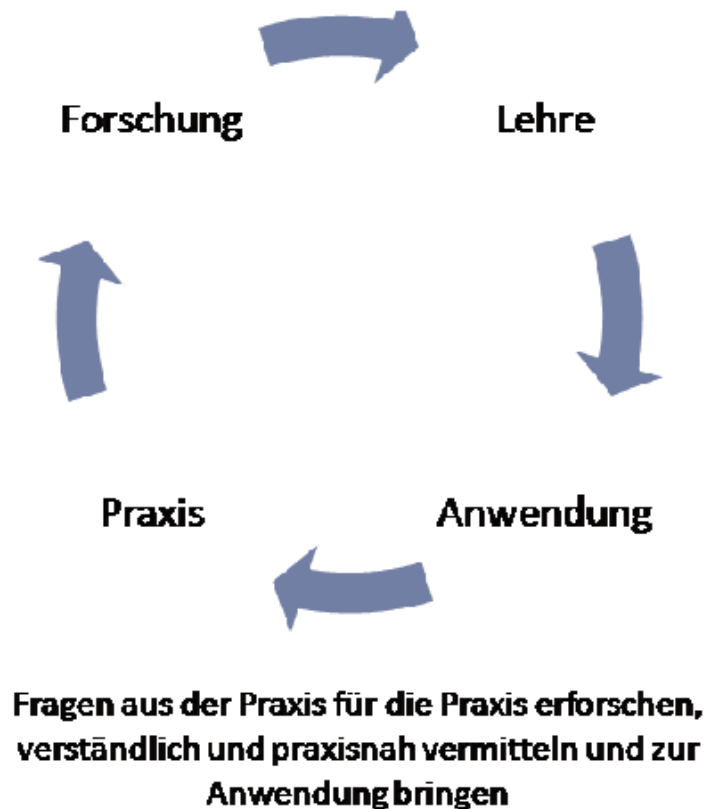 Forschung
Lehre
Praxis
Anwendung
Fragen aus der Praxis für die Praxis erforschen,
verständlich und praxisnah vermitteln und zur
Anwendung bringen